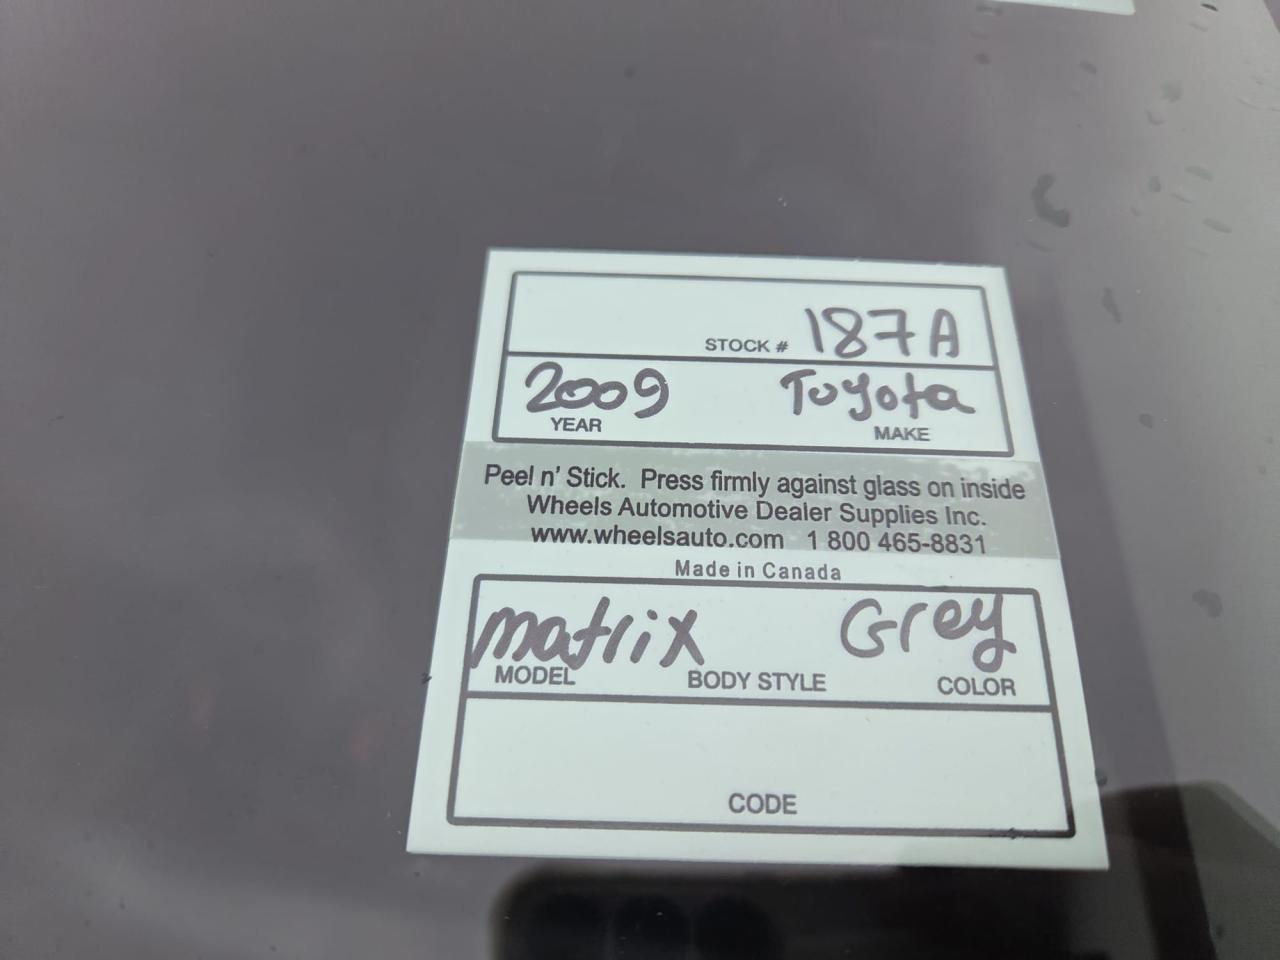 STOCK # 187A
2009 Toyota
YEAR MAKE
Peel n' Stick. Press firmly against glass on inside
Wheels Automotive Dealer Supplies Inc.
www.wheelsauto.com 1 800 465-8831
Made in Canada
matrix Grey
MODEL BODY STYLE COLOR
CODE